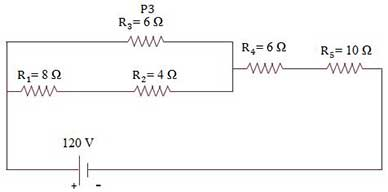 P3
R₃= 6 Ω
R₄= 6 Ω
R₅= 10 Ω
R₁= 8 Ω
R₂= 4 Ω
120 V
+ -